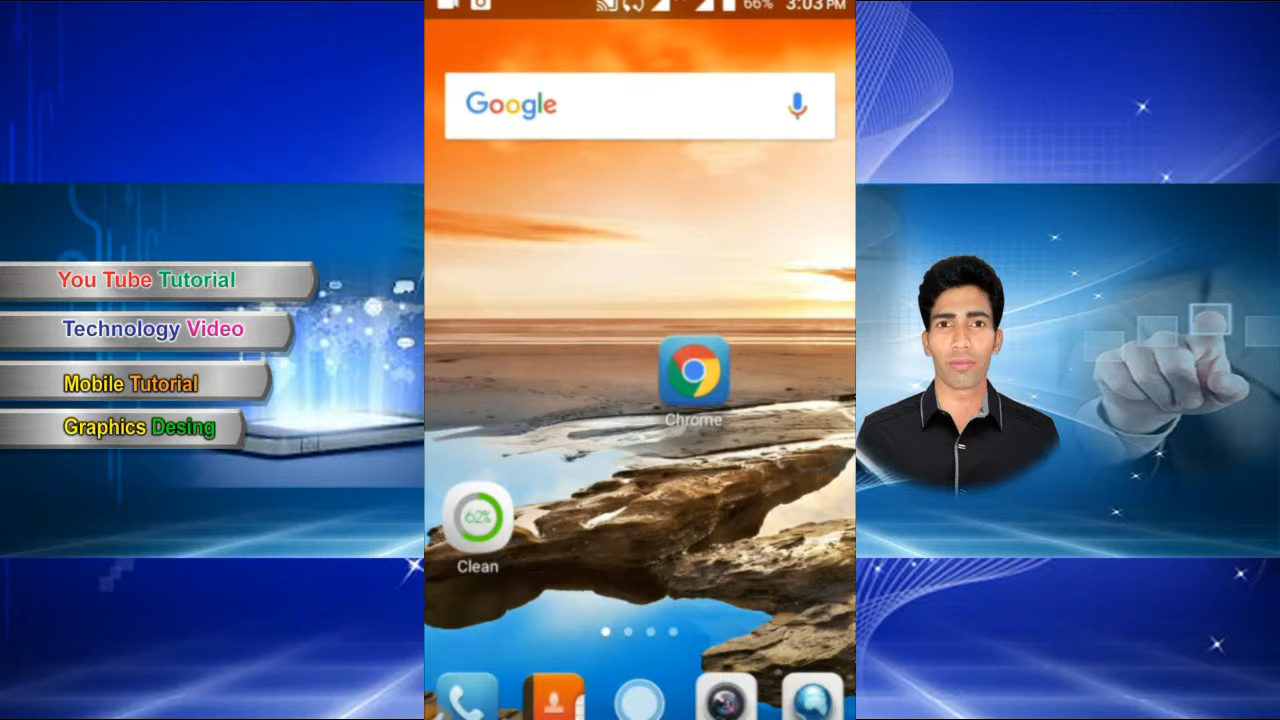 66% 3:03 PM
Google
You Tube Tutorial
Technology Video
Mobile Tutorial
Graphics Desing
Chrome
62%
Clean